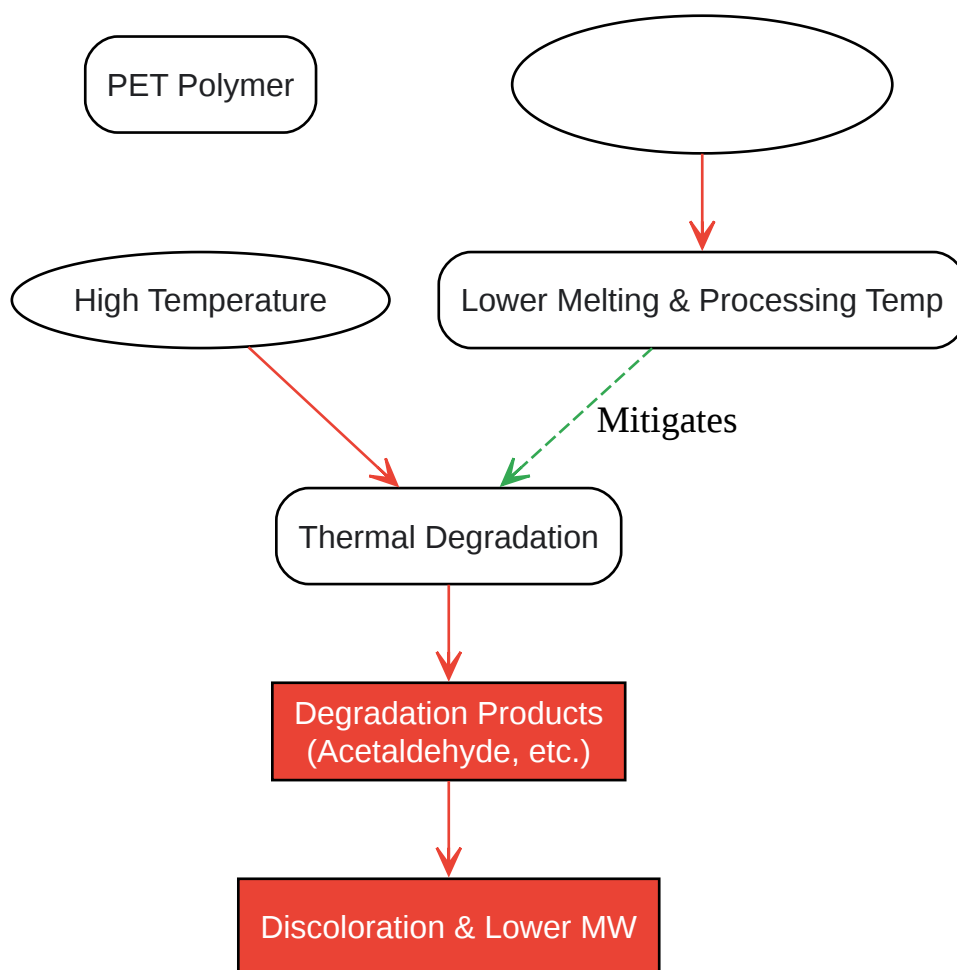 PET Polymer
High Temperature
Lower Melting & Processing Temp
Mitigates
Thermal Degradation
Degradation Products
(Acetaldehyde, etc.)
Discoloration & Lower MW